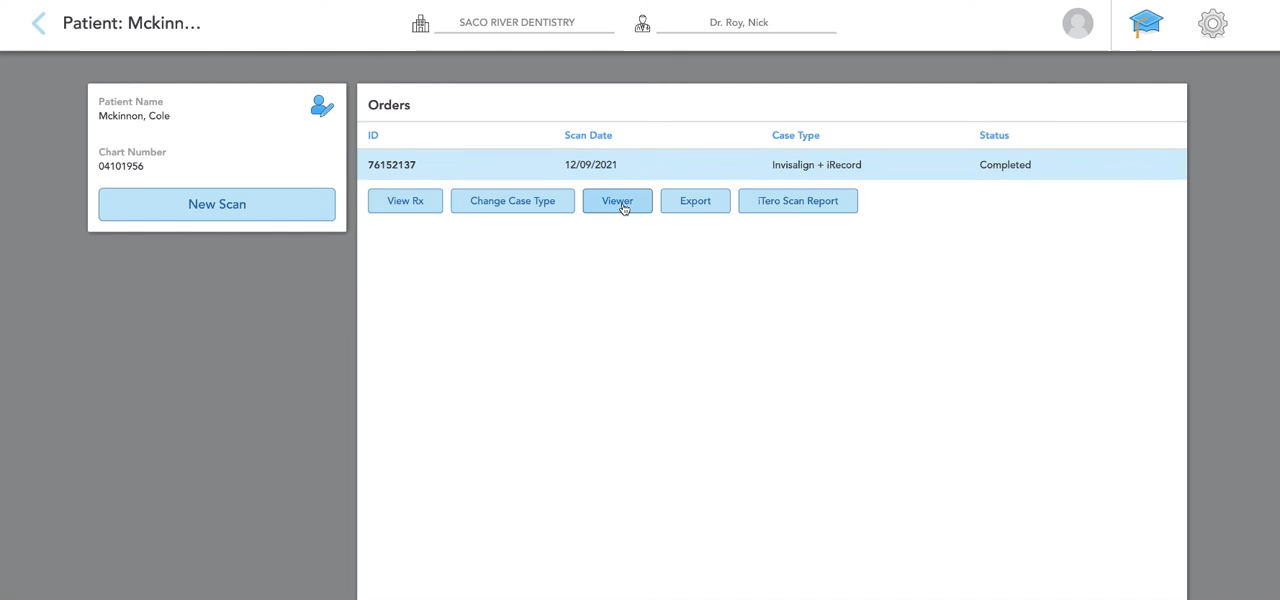 Patient: Mckinn...
SACO RIVER DENTISTRY
Dr. Roy, Nick
Patient Name
Mckinnon, Cole
Chart Number
04101956
New Scan
Orders
ID Scan Date Case Type Status
76152137 12/09/2021 Invisalign + iRecord Completed
View Rx Change Case Type Viewer Export iTero Scan Report